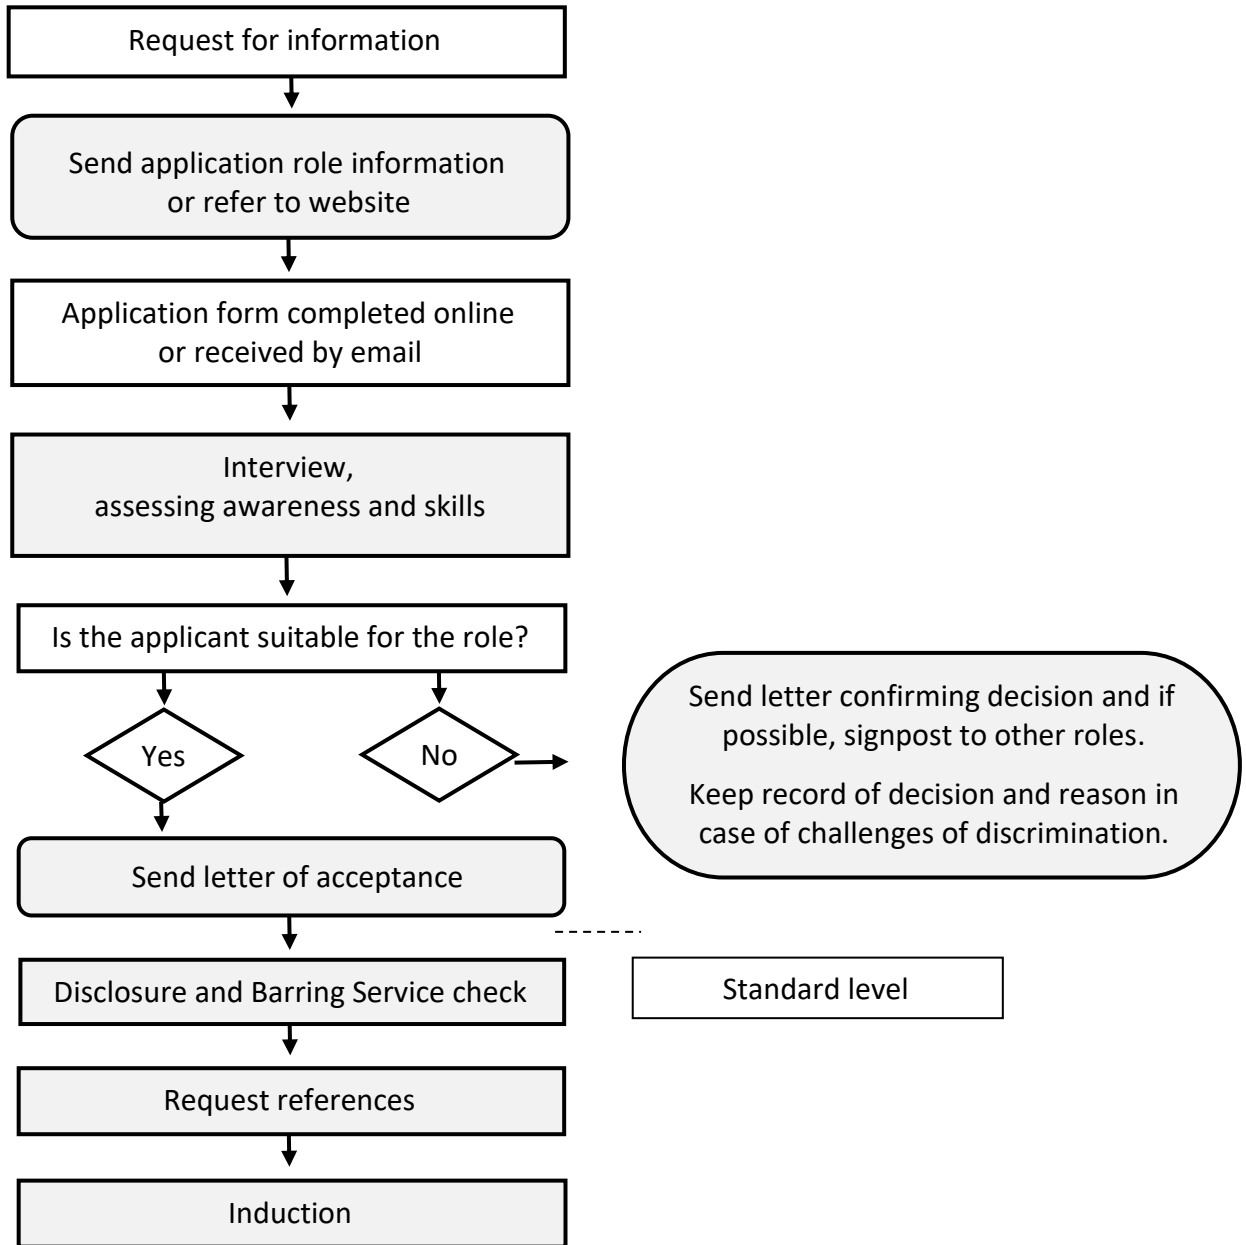 Request for information
Send application role information
or refer to website
Application form completed online
or received by email
Interview,
assessing awareness and skills
Is the applicant suitable for the role?
Yes
No
Send letter confirming decision and if
possible, signpost to other roles.
Keep record of decision and reason in
case of challenges of discrimination.
Send letter of acceptance
Disclosure and Barring Service check
Standard level
Request references
Induction